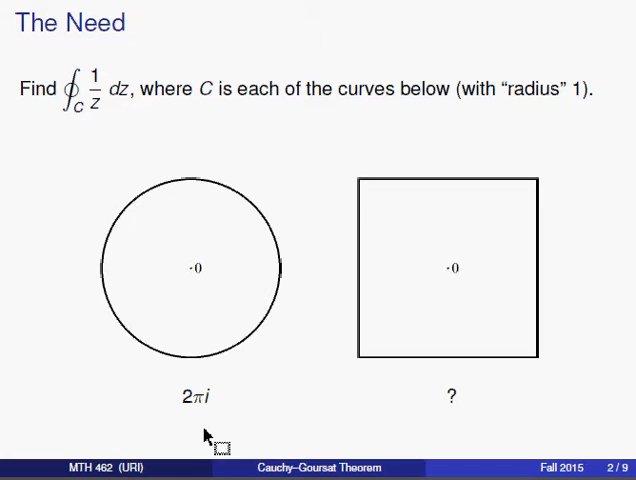 The Need
Find ∮_C 1/z dz, where C is each of the curves below (with “radius” 1).
·0 ·0
2πi ?
MTH 462 (URI) Cauchy–Goursat Theorem Fall 2015 2 / 9